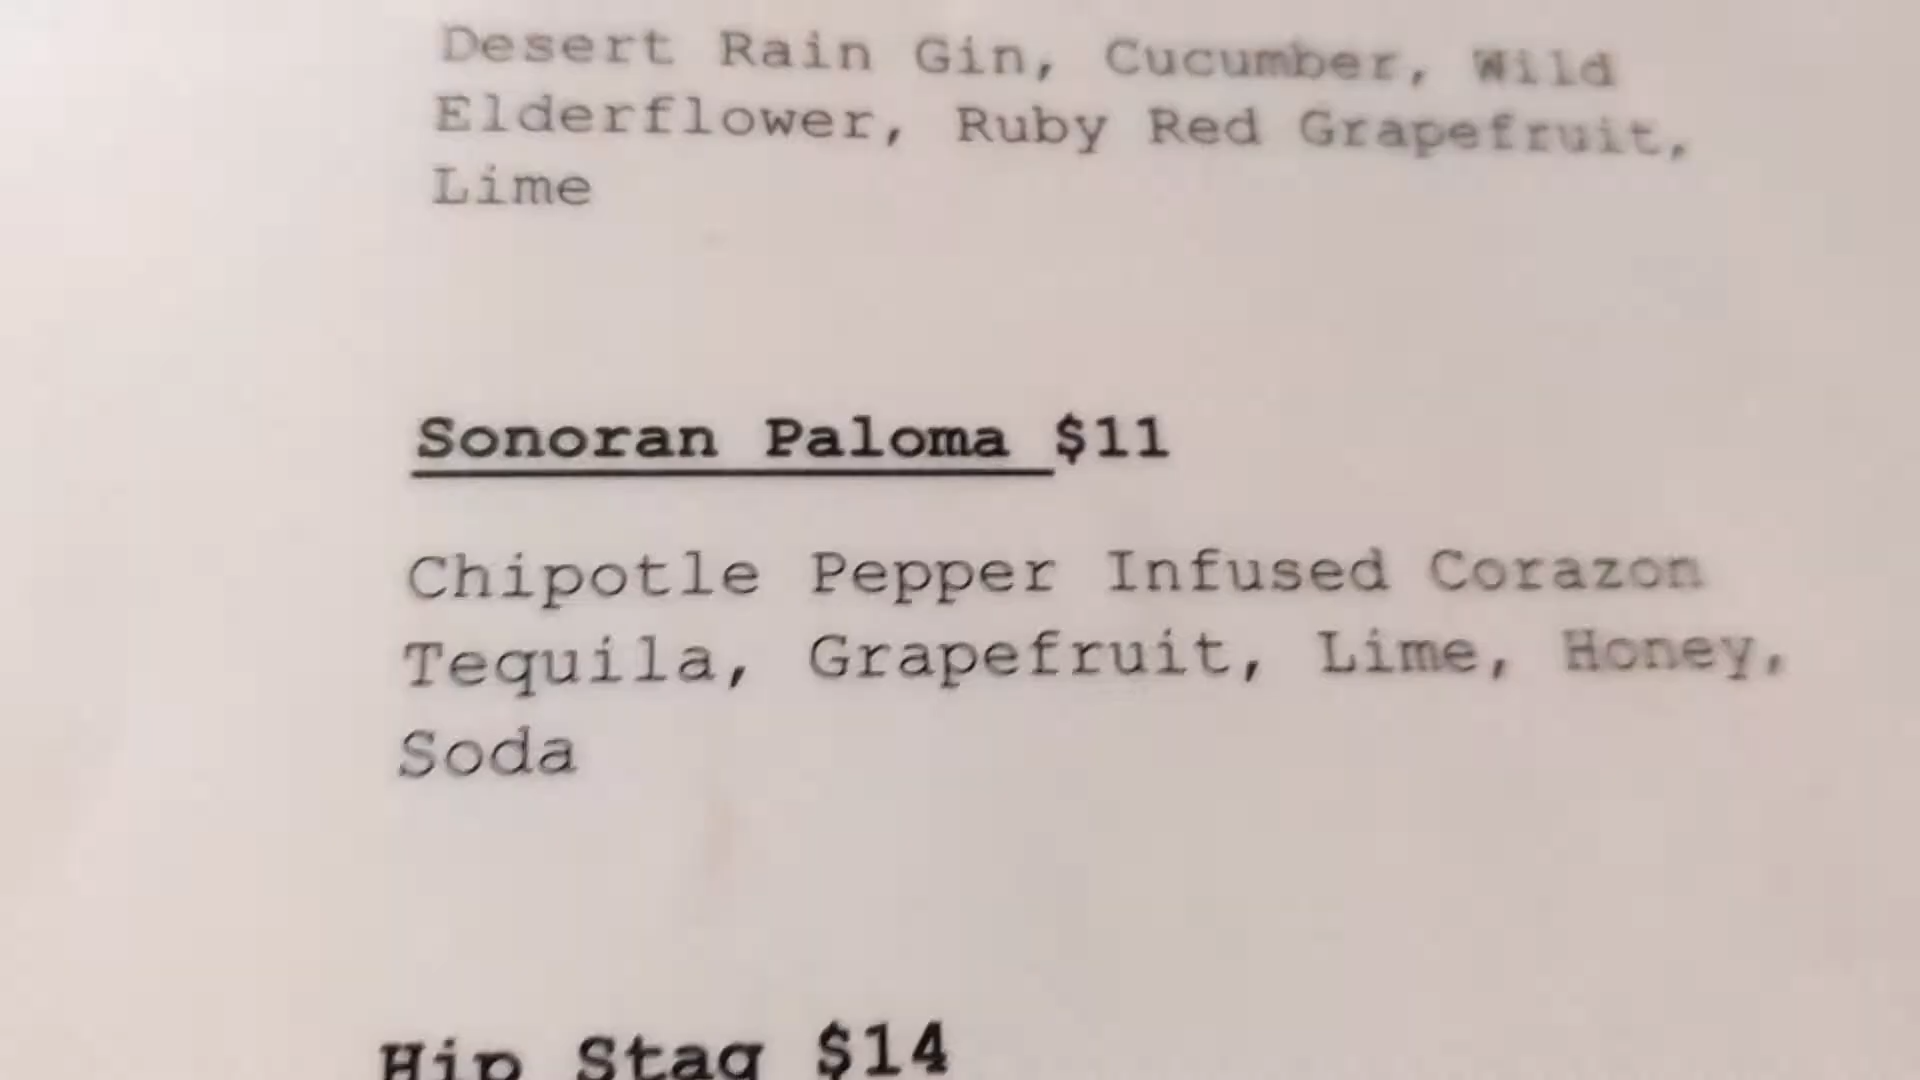 Desert Rain Gin, Cucumber, Wild
Elderflower, Ruby Red Grapefruit,
Lime
Sonoran Paloma $11
Chipotle Pepper Infused Corazon
Tequila, Grapefruit, Lime, Honey,
Soda
Hip Stag $14